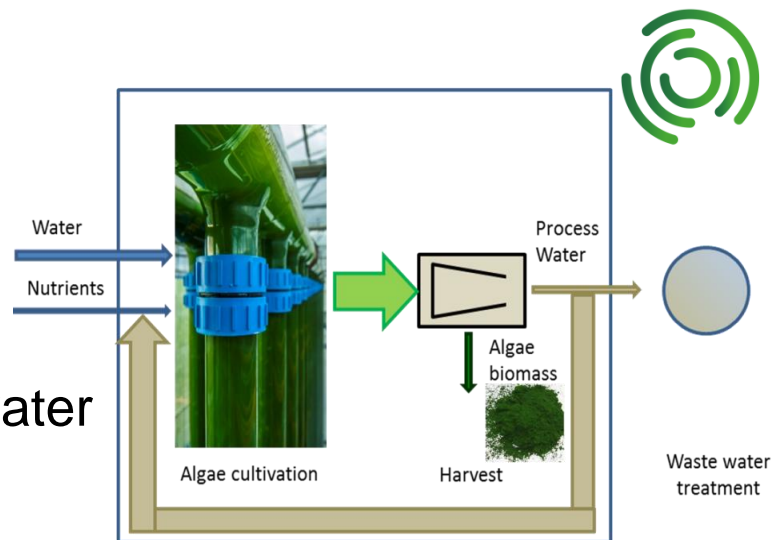 Water
Nutrients
Process
Water
Algae
biomass
ater
Algae cultivation
Harvest
Waste water
treatment